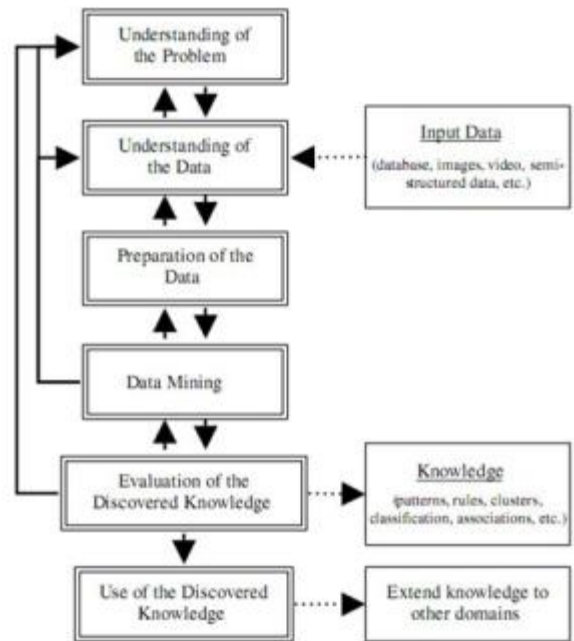 Understanding of
the Problem
Understanding of
the Data
Input Data
(database, images, video, semi-
structured data, etc.)
Preparation of the
Data
Data Mining
Evaluation of the
Discovered Knowledge
Knowledge
(patterns, rules, clusters,
classification, associations, etc.)
Use of the Discovered
Knowledge
Extend knowledge to
other domains